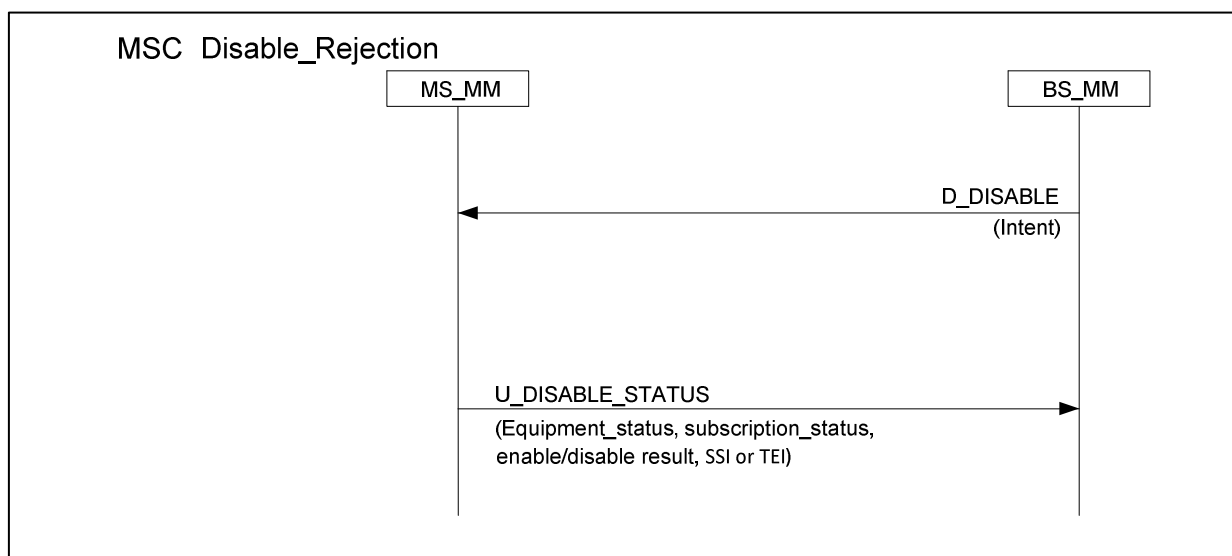 MSC Disable_Rejection
MS_MM
BS_MM
D_DISABLE
(Intent)
U_DISABLE_STATUS
(Equipment_status, subscription_status,
enable/disable result, SSI or TEI)